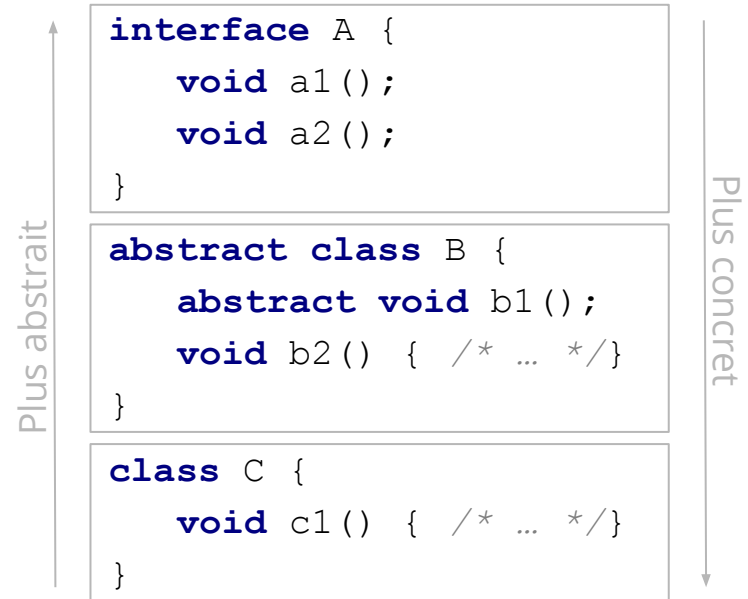 Plus abstrait
interface A {
void a1();
void a2();
}
abstract class B {
abstract void b1();
void b2() { /* … */}
}
class C {
void c1() { /* … */}
}
Plus concret